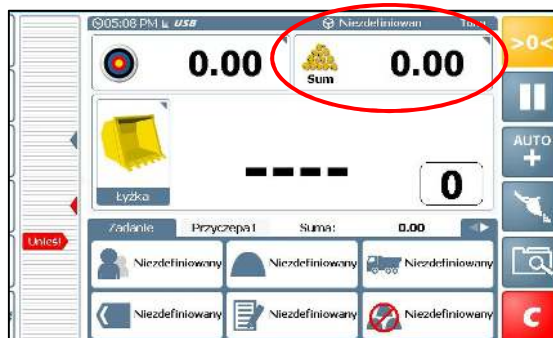 05:08 PM USB Niezdefiniowan Tona
0.00 Sum 0.00
>0<
AUTO
+
Łyżka
----
0
Unieś!
Zadanie Przyczepa1 Suma: 0.00
Niezdefiniowany Niezdefiniowany Niezdefiniowany
Niezdefiniowany Niezdefiniowany Niezdefiniowany
C